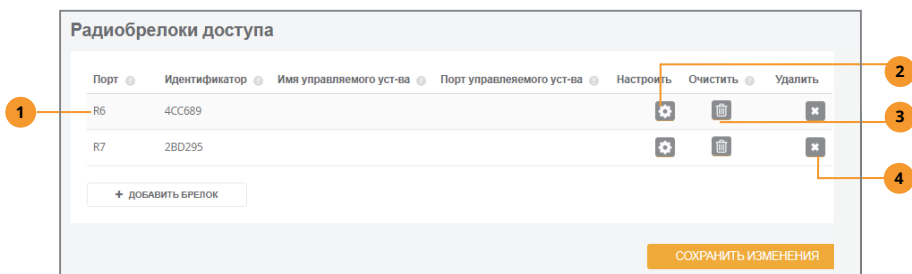 Радиобрелоки доступа
Порт ? Идентификатор ? Имя управляемого уст-ва ? Порт управлеяемого уст-ва ? Настроить Очистить ? Удалить
2
1 R6 4CC689
3
R7 2BD295
4
+ ДОБАВИТЬ БРЕЛОК
СОХРАНИТЬ ИЗМЕНЕНИЯ